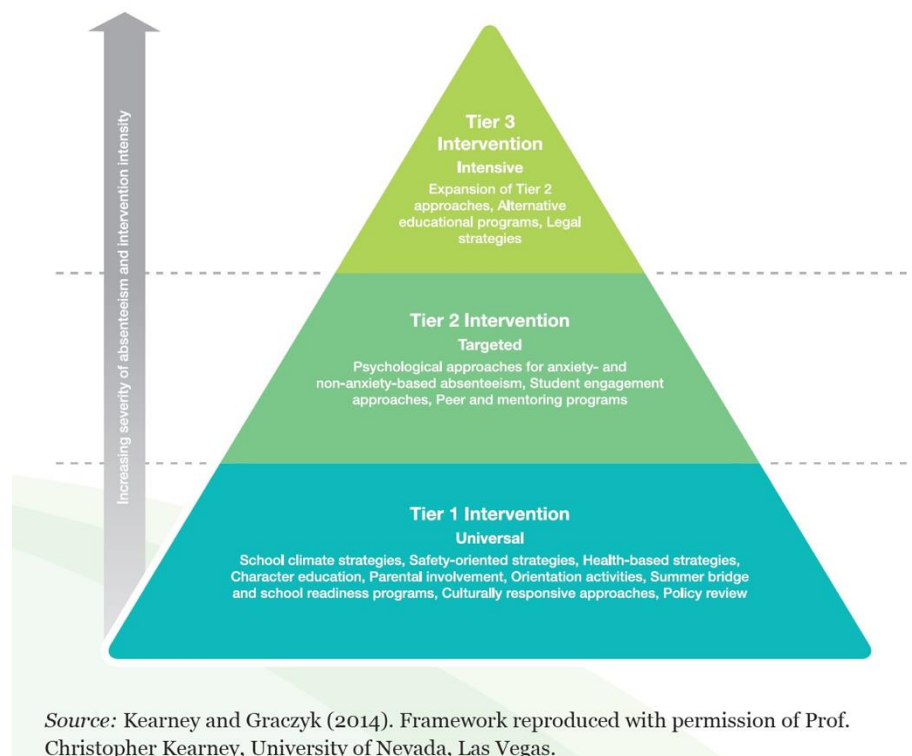 Increasing severity of absenteeism and intervention intensity
Tier 3
Intervention
Intensive
Expansion of Tier 2
approaches, Alternative
educational programs, Legal
strategies
Tier 2 Intervention
Targeted
Psychological approaches for anxiety- and
non-anxiety-based absenteeism, Student engagement
approaches, Peer and mentoring programs
Tier 1 Intervention
Universal
School climate strategies, Safety-oriented strategies, Health-based strategies,
Character education, Parental involvement, Orientation activities, Summer bridge
and school readiness programs, Culturally responsive approaches, Policy review
Source: Kearney and Graczyk (2014). Framework reproduced with permission of Prof.
Christopher Kearney, University of Nevada, Las Vegas.